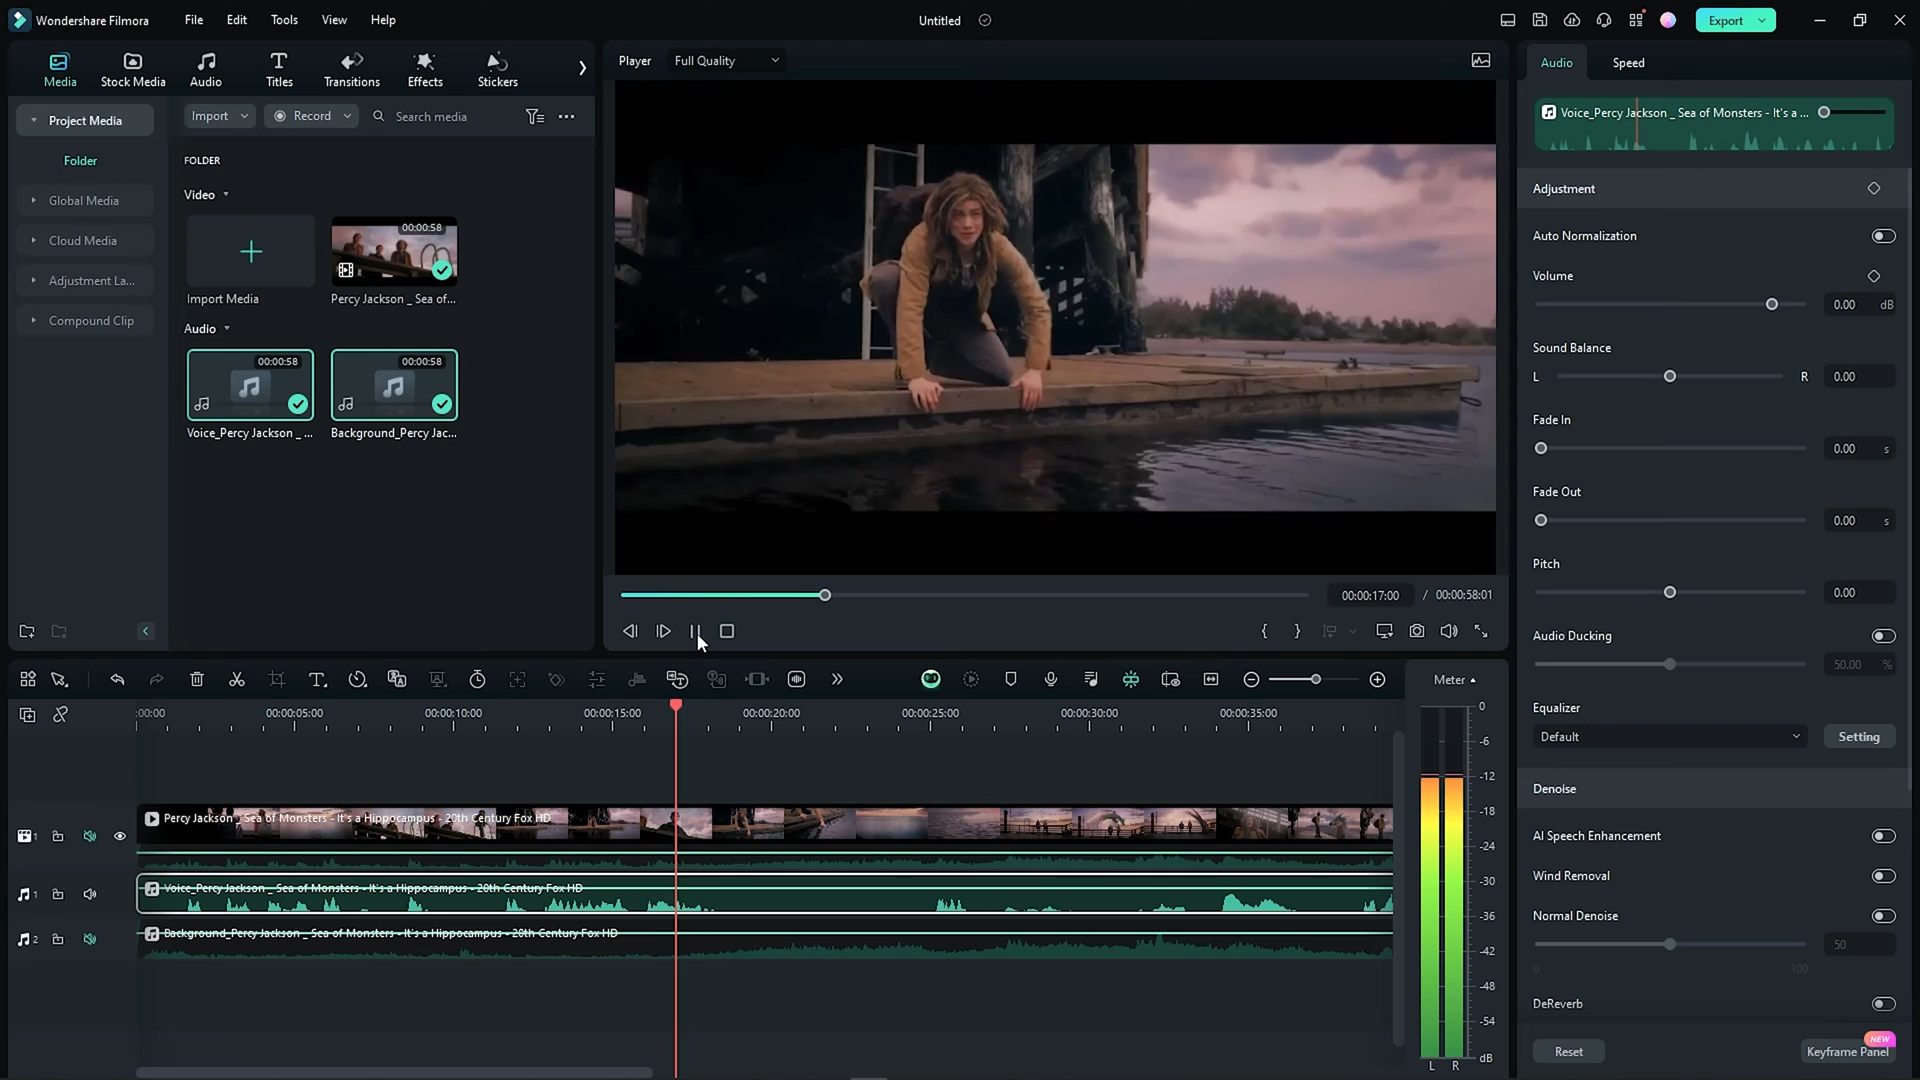 Wondershare Filmora
File Edit Tools View Help
Untitled
Export
Media
Stock Media
Audio
Titles
Transitions
Effects
Stickers
Project Media
Folder
Global Media
Cloud Media
Adjustment La...
Compound Clip
Import
Record
Search media
FOLDER
Video
00:00:58
Import Media
Percy Jackson _ Sea of...
Audio
00:00:58
00:00:58
Voice_Percy Jackson _ ...
Background_Percy Jac...
Player
Full Quality
00:00:17:00 / 00:00:58:01
Audio
Speed
Voice_Percy Jackson _ Sea of Monsters - It's a ...
Adjustment
Auto Normalization
Volume
0.00 dB
Sound Balance
L R 0.00
Fade In
0.00 s
Fade Out
0.00 s
Pitch
0.00
Audio Ducking
50.00 %
Equalizer
Default
Setting
Denoise
AI Speech Enhancement
Wind Removal
Normal Denoise
50
0 100
DeReverb
Reset
NEW
Keyframe Panel
Meter
:00:00 00:00:05:00 00:00:10:00 00:00:15:00 00:00:20:00 00:00:25:00 00:00:30:00 00:00:35:00
Percy Jackson _ Sea of Monsters - It's a Hippocampus - 20th Century Fox HD
1
Voice_Percy Jackson _ Sea of Monsters - It's a Hippocampus - 20th Century Fox HD
1
Background_Percy Jackson _ Sea of Monsters - It's a Hippocampus - 20th Century Fox HD
2
0
-6
-12
-18
-24
-30
-36
-42
-48
-54
dB
L R